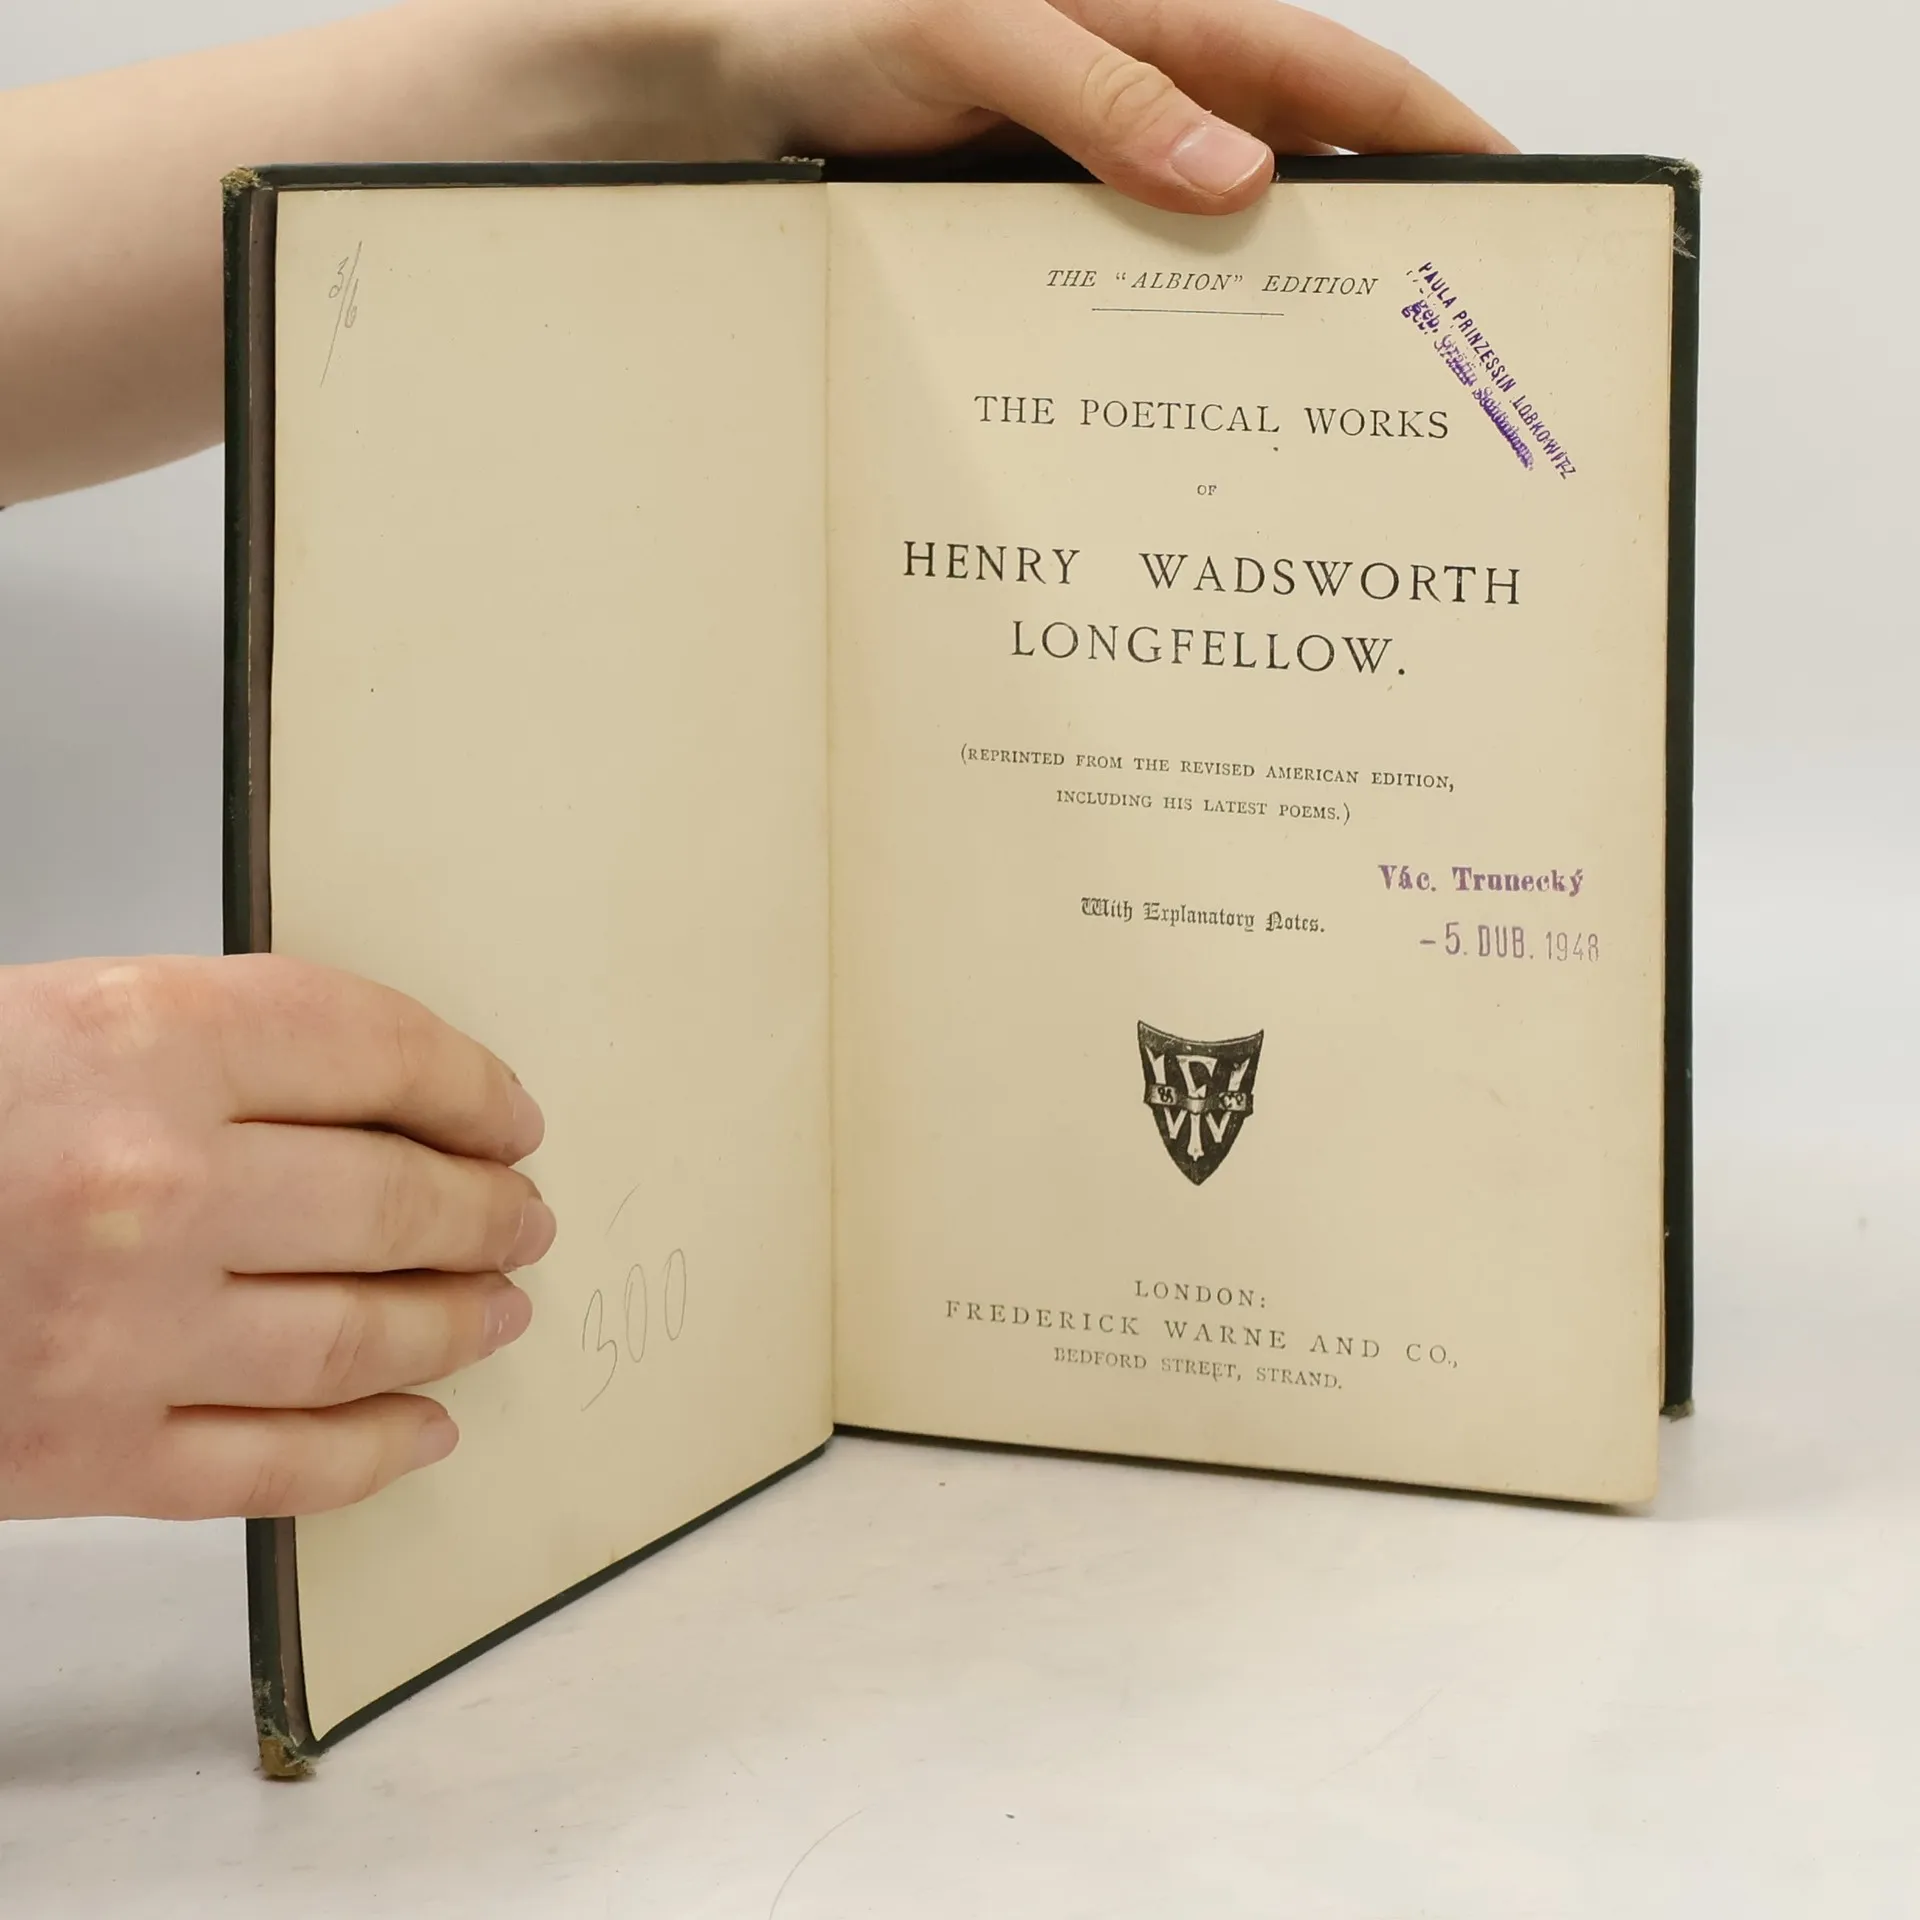 3/6
THE "ALBION" EDITION
PAULA PRINZESSIN LOBKOWITZ
geb. Gräfin
THE POETICAL WORKS
OF
HENRY WADSWORTH
LONGFELLOW.
(REPRINTED FROM THE REVISED AMERICAN EDITION,
INCLUDING HIS LATEST POEMS.)
Vác. Trunecký
With Explanatory Notes.
-5. DUB. 1948
300
LONDON:
FREDERICK WARNE AND CO.,
BEDFORD STREET, STRAND.